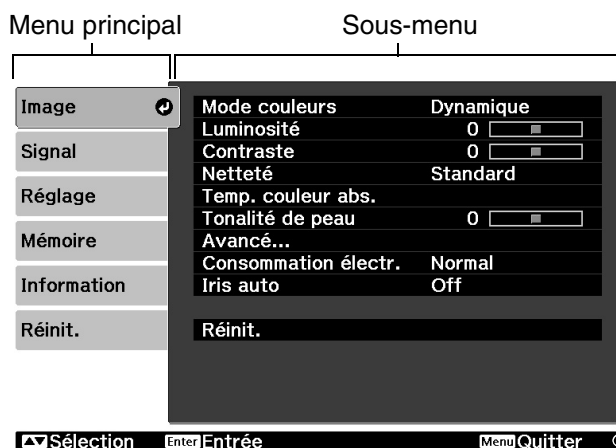 Menu principal Sous-menu
Image Mode couleurs Dynamique
Luminosité 0
Signal Contraste 0
Netteté Standard
Réglage Temp. couleur abs.
Tonalité de peau 0
Mémoire Avancé...
Consommation électr. Normal
Information Iris auto Off
Réinit. Réinit.
Sélection Enter Entrée Menu Quitter